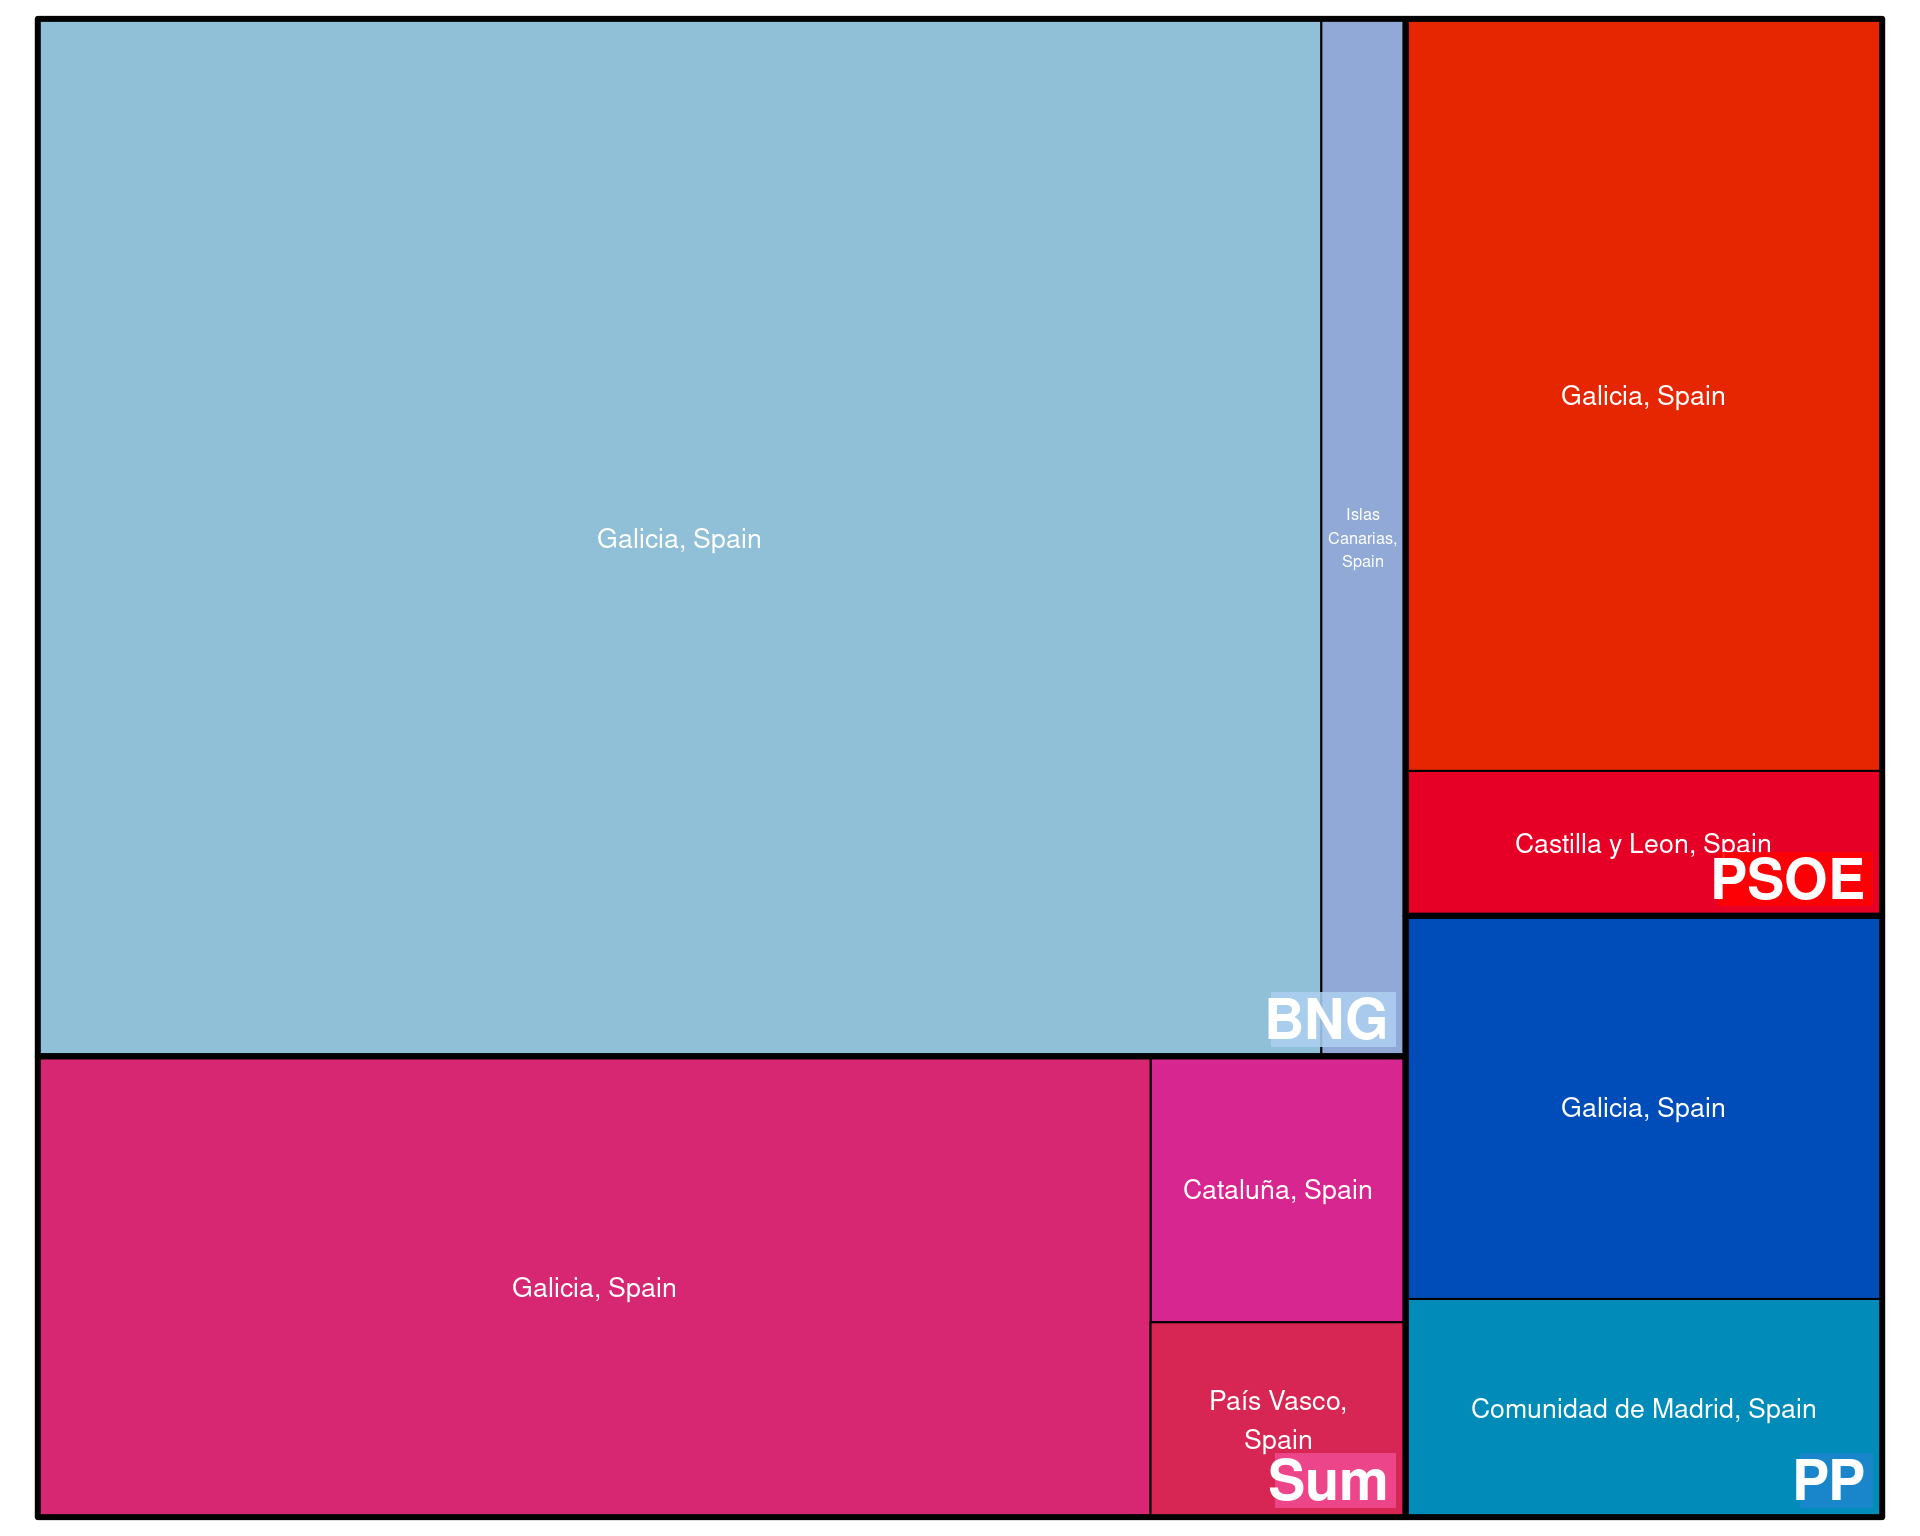 Galicia, Spain
Islas
Canarias,
Spain
BNG
Galicia, Spain
Castilla y Leon, Spain
PSOE
Galicia, Spain
Cataluña, Spain
País Vasco,
Spain
Sum
Galicia, Spain
Comunidad de Madrid, Spain
PP